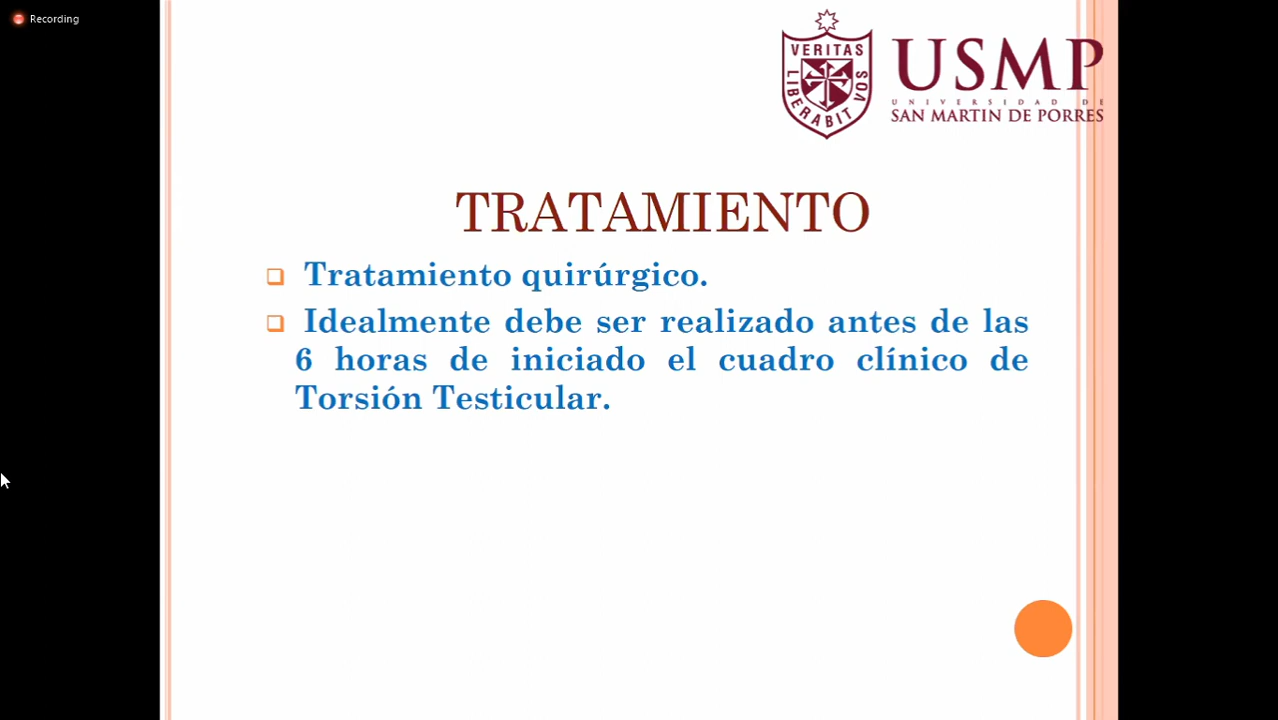 Recording
VERITAS
LIBERABIT VOS
USMP
UNIVERSIDAD DE
SAN MARTIN DE PORRES
TRATAMIENTO
Tratamiento quirúrgico.
Idealmente debe ser realizado antes de las
6 horas de iniciado el cuadro clínico de
Torsión Testicular.